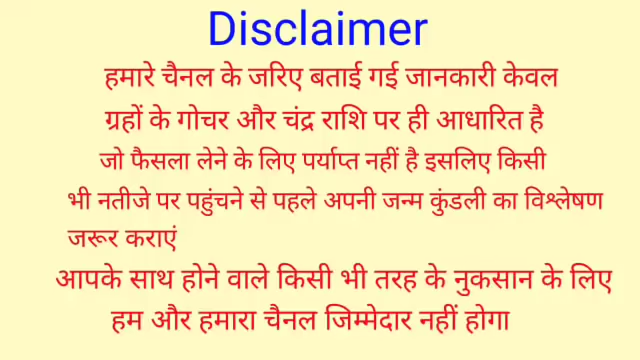 Disclaimer
हमारे चैनल के जरिए बताई गई जानकारी केवल
ग्रहों के गोचर और चंद्र राशि पर ही आधारित है
जो फैसला लेने के लिए पर्याप्त नहीं है इसलिए किसी
भी नतीजे पर पहुंचने से पहले अपनी जन्म कुंडली का विश्लेषण
जरूर कराएं
आपके साथ होने वाले किसी भी तरह के नुकसान के लिए
हम और हमारा चैनल जिम्मेदार नहीं होगा